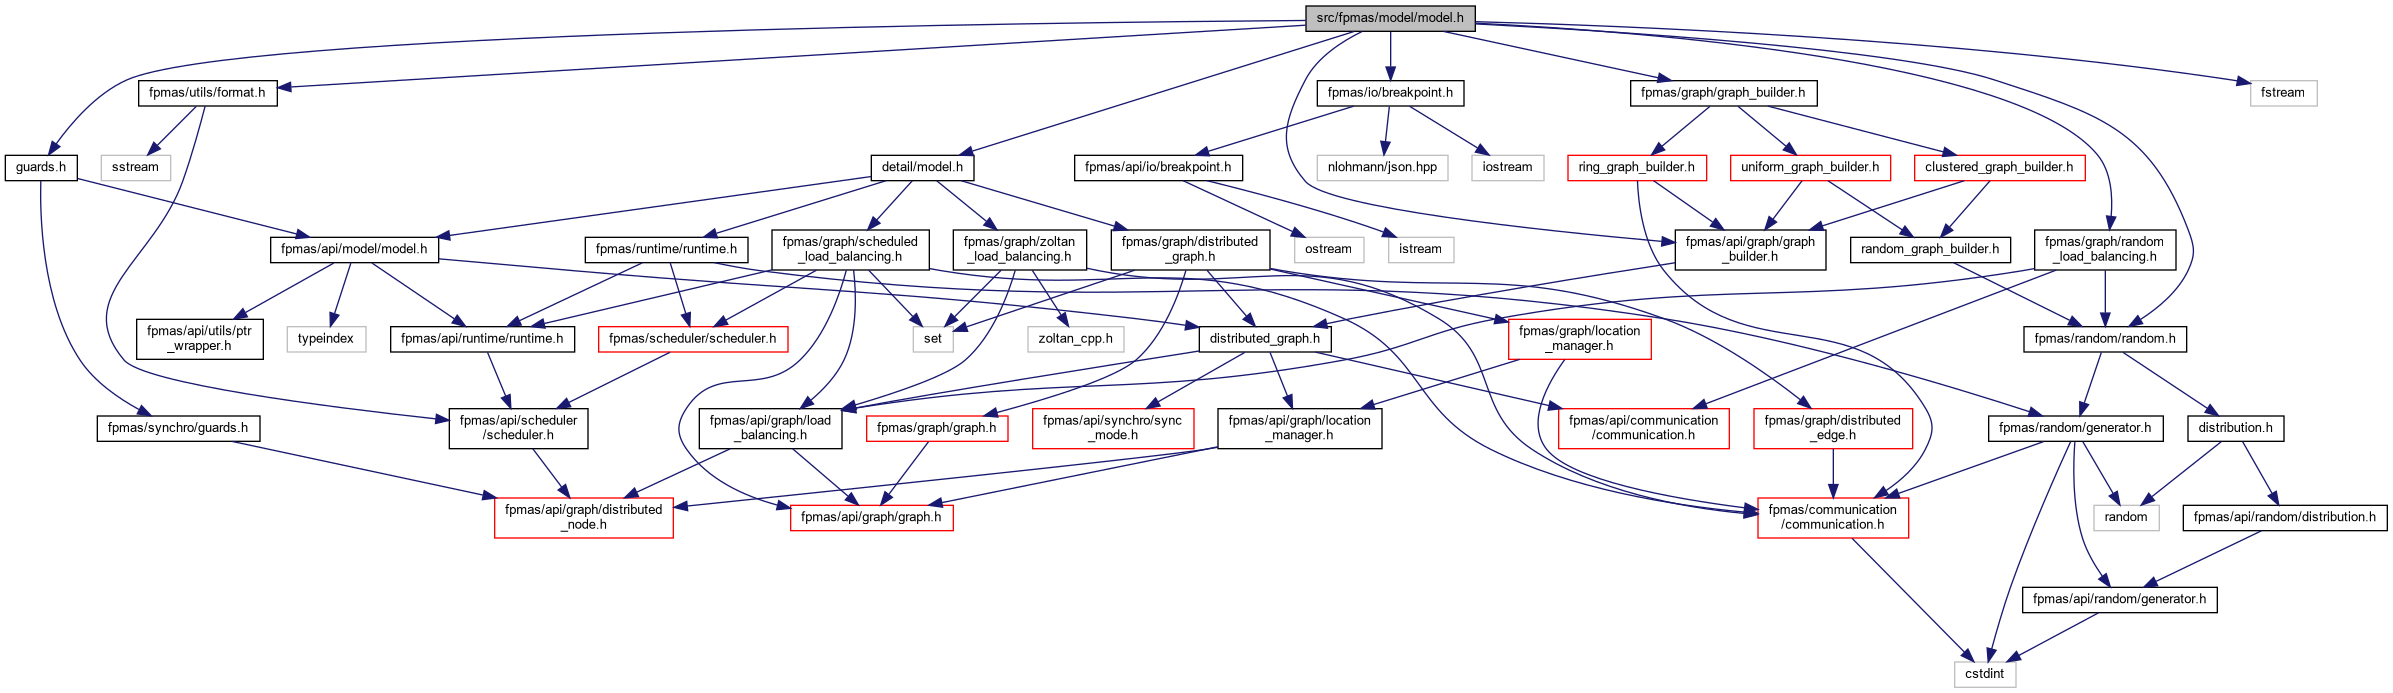 src/fpmas/model/model.h
fpmas/utils/format.h
fpmas/io/breakpoint.h
fpmas/graph/graph_builder.h
fstream
guards.h
sstream
detail/model.h
fpmas/api/io/breakpoint.h
nlohmann/json.hpp
iostream
ring_graph_builder.h
uniform_graph_builder.h
clustered_graph_builder.h
fpmas/api/model/model.h
fpmas/runtime/runtime.h
fpmas/graph/scheduled
_load_balancing.h
fpmas/graph/zoltan
_load_balancing.h
fpmas/graph/distributed
_graph.h
ostream
istream
fpmas/api/graph/graph
_builder.h
random_graph_builder.h
fpmas/graph/random
_load_balancing.h
fpmas/api/utils/ptr
_wrapper.h
typeindex
fpmas/api/runtime/runtime.h
fpmas/scheduler/scheduler.h
set
zoltan_cpp.h
distributed_graph.h
fpmas/graph/location
_manager.h
fpmas/random/random.h
fpmas/synchro/guards.h
fpmas/api/scheduler
/scheduler.h
fpmas/api/graph/load
_balancing.h
fpmas/graph/graph.h
fpmas/api/synchro/sync
_mode.h
fpmas/api/graph/location
_manager.h
fpmas/api/communication
/communication.h
fpmas/graph/distributed
_edge.h
fpmas/random/generator.h
distribution.h
fpmas/api/graph/distributed
_node.h
fpmas/api/graph/graph.h
fpmas/communication
/communication.h
random
fpmas/api/random/distribution.h
fpmas/api/random/generator.h
cstdint